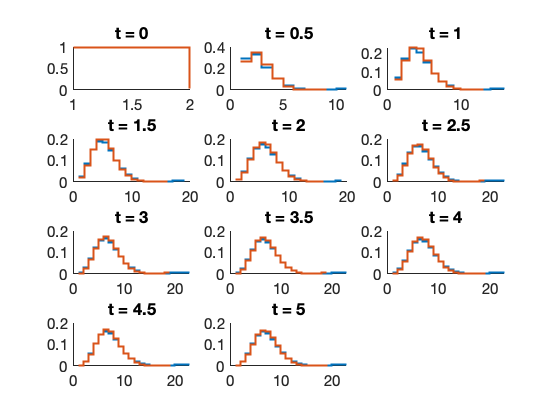 t = 0 t = 0.5 t = 1
1 0.4 0.2
0.5 0.2 0.1
0 0 0
1 1.5 2 0 5 10 0 10
t = 1.5 t = 2 t = 2.5
0.2 0.2 0.2
0.1 0.1 0.1
0 0 0
0 10 20 0 10 20 0 10 20
t = 3 t = 3.5 t = 4
0.2 0.2 0.2
0.1 0.1 0.1
0 0 0
0 10 20 0 10 20 0 10 20
t = 4.5 t = 5
0.2 0.2
0.1 0.1
0 0
0 10 20 0 10 20